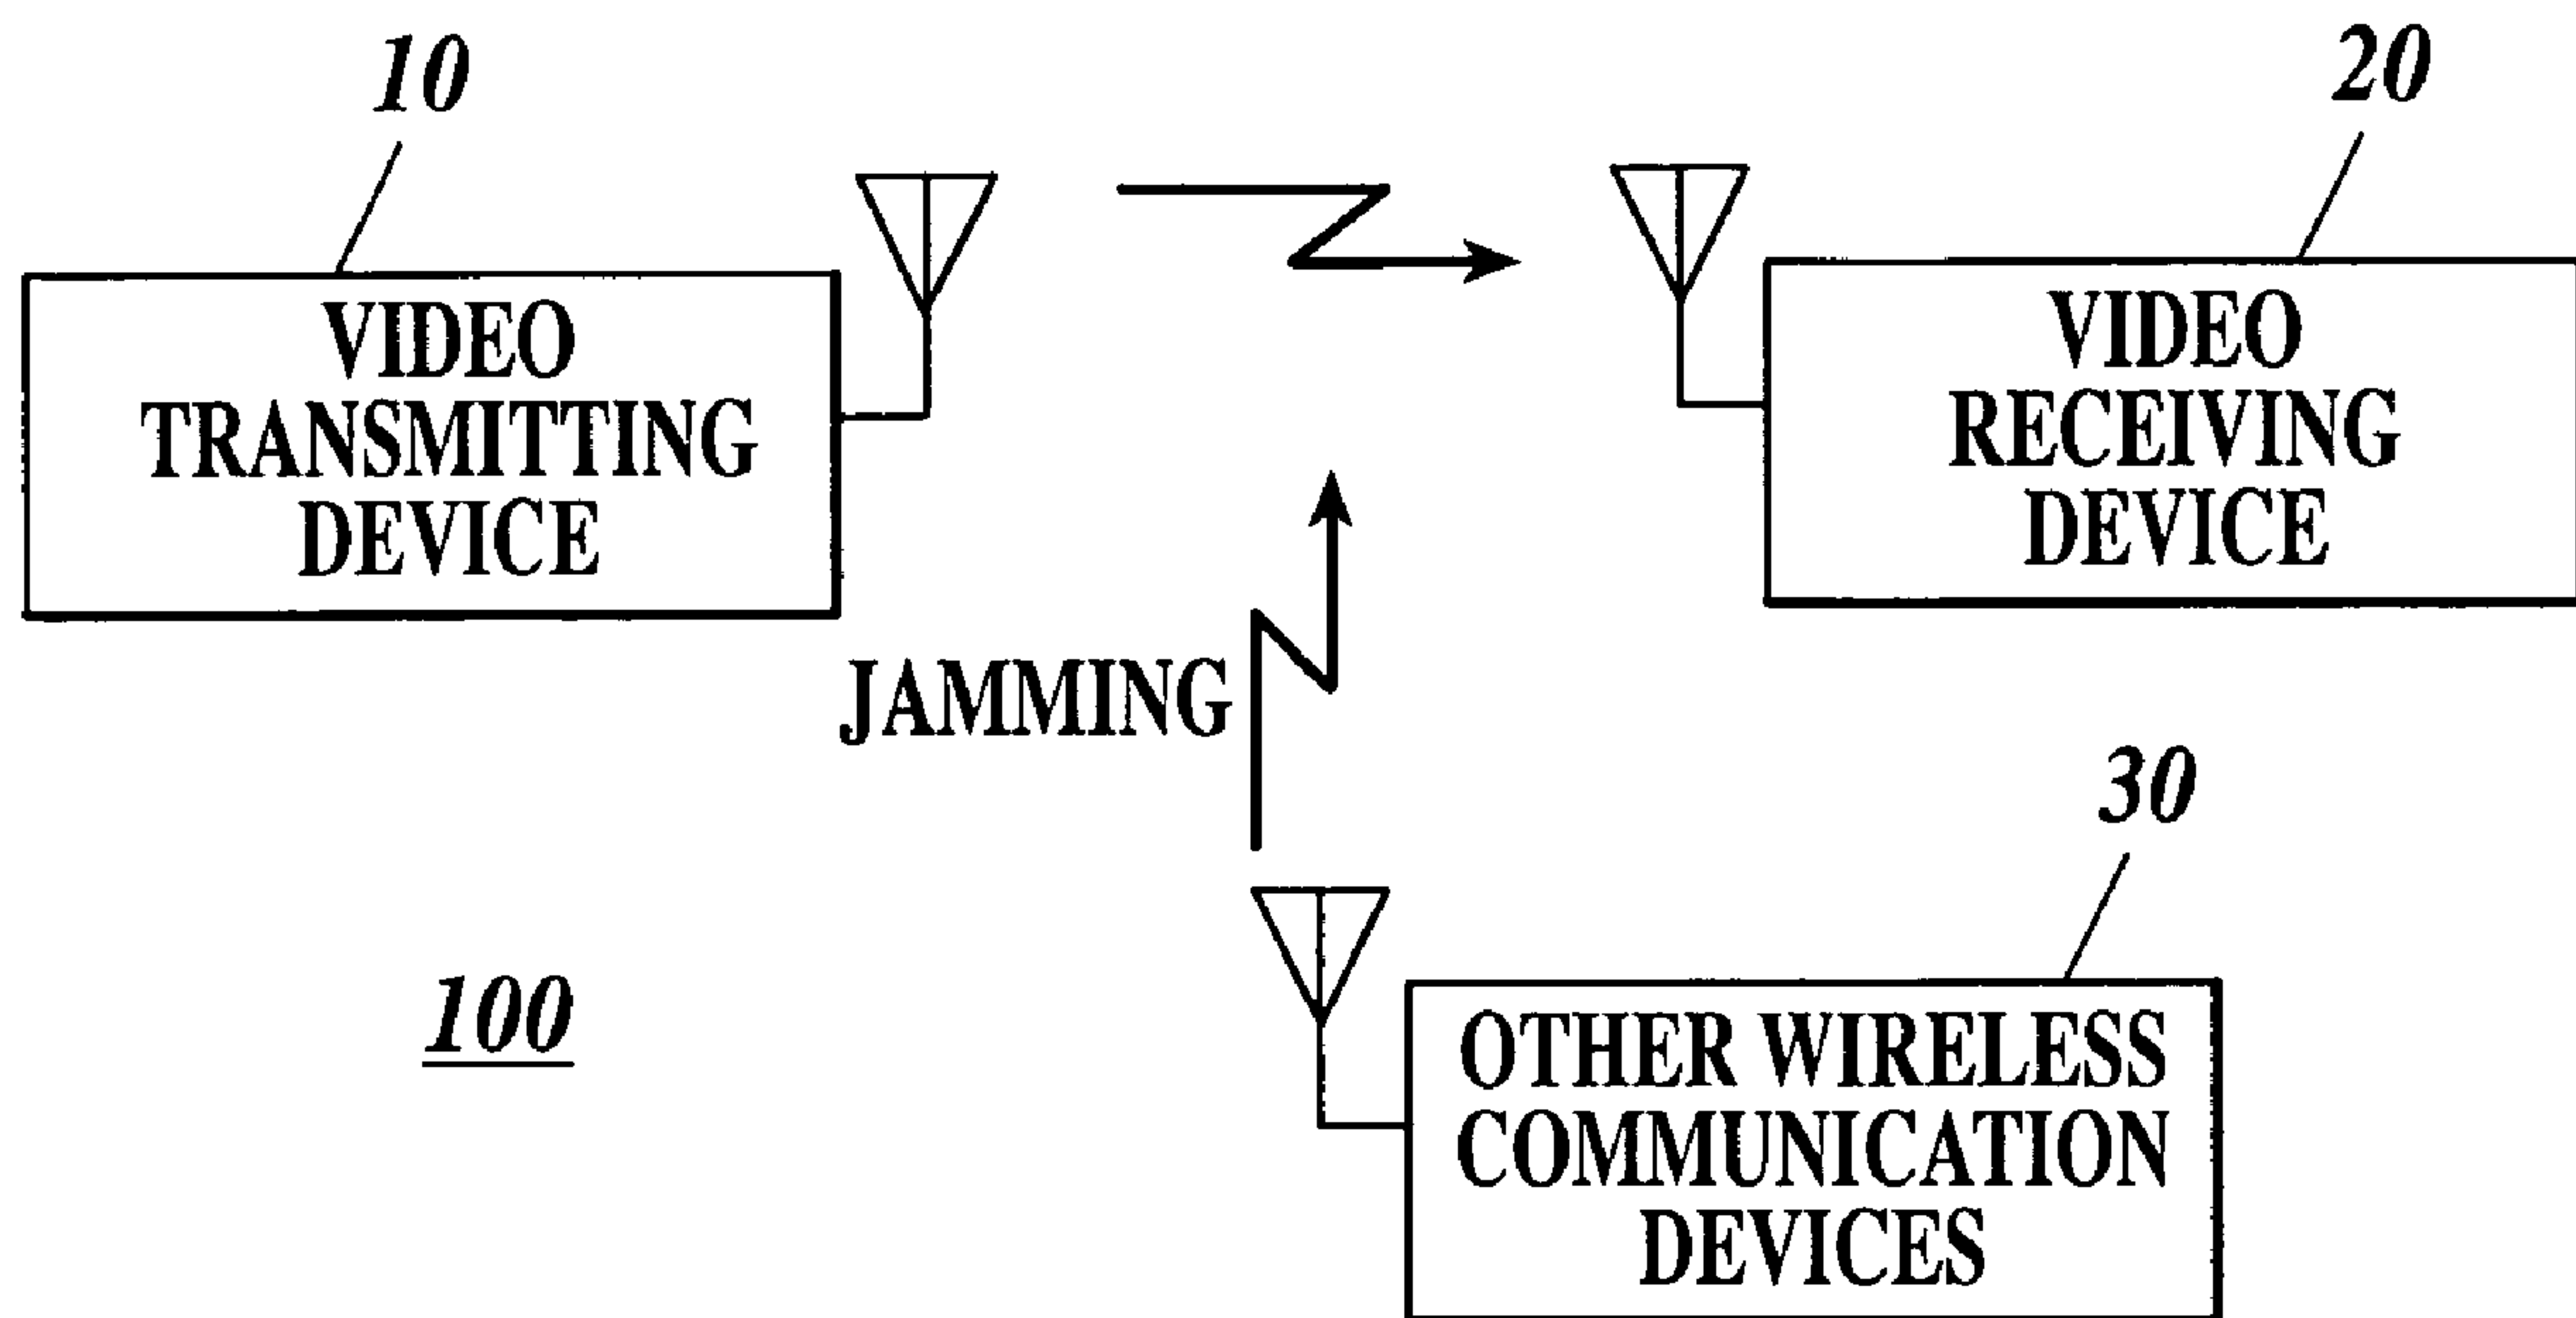 10
20
VIDEO
TRANSMITTING
DEVICE
VIDEO
RECEIVING
DEVICE
JAMMING
30
100
OTHER WIRELESS
COMMUNICATION
DEVICES